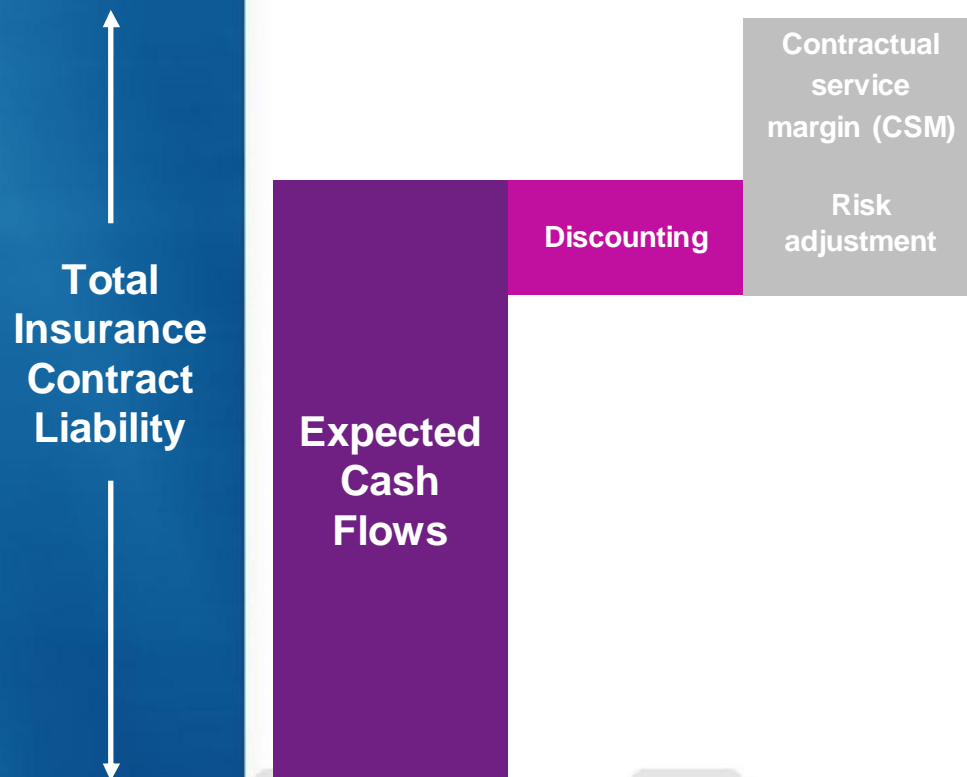 Total
Insurance
Contract
Liability
Expected
Cash
Flows
Discounting
Contractual
service
margin (CSM)
Risk
adjustment